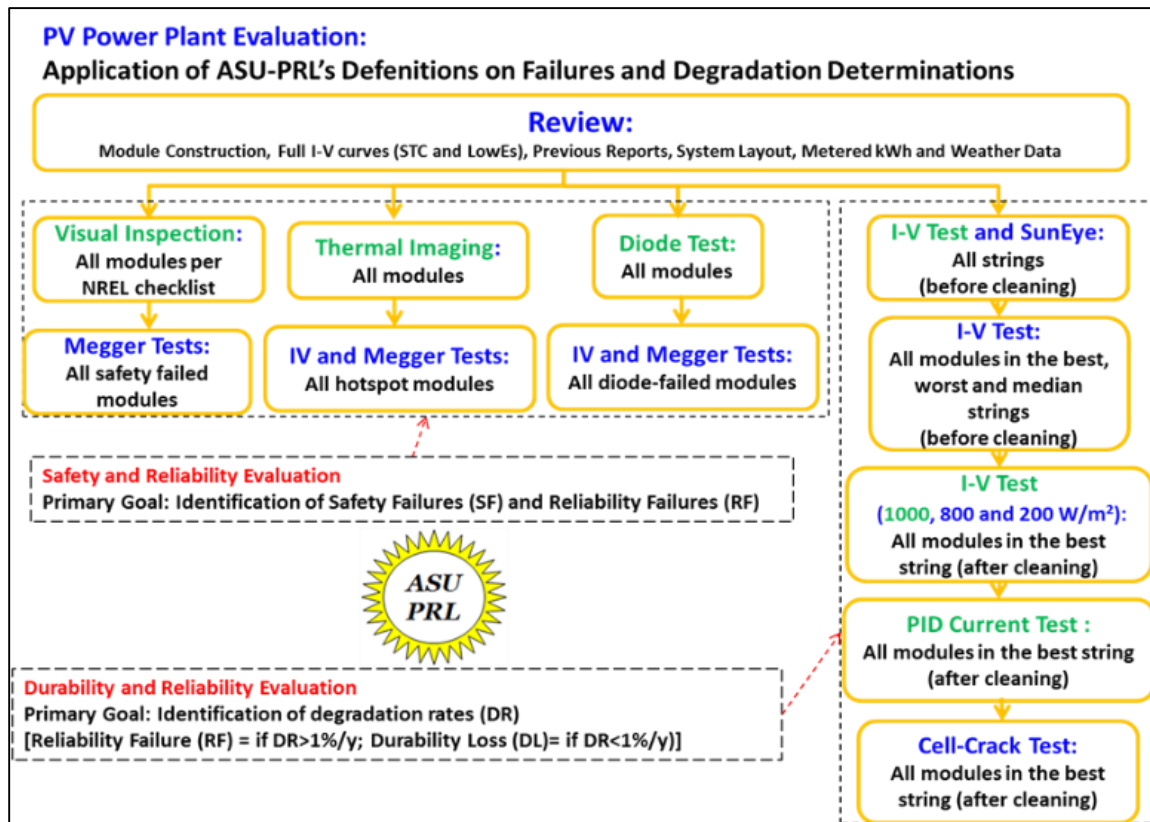 PV Power Plant Evaluation:
Application of ASU-PRL's Defenitions on Failures and Degradation Determinations
Review:
Module Construction, Full I-V curves (STC and LowEs), Previous Reports, System Layout, Metered kWh and Weather Data
Visual Inspection:
All modules per
NREL checklist
Thermal Imaging:
All modules
Diode Test:
All modules
I-V Test and SunEye:
All strings
(before cleaning)
Megger Tests:
All safety failed
modules
IV and Megger Tests:
All hotspot modules
IV and Megger Tests:
All diode-failed modules
I-V Test:
All modules in the best,
worst and median
strings
(before cleaning)
Safety and Reliability Evaluation
Primary Goal: Identification of Safety Failures (SF) and Reliability Failures (RF)
I-V Test
(1000, 800 and 200 W/m²):
All modules in the best
string (after cleaning)
ASU
PRL
PID Current Test :
All modules in the best string
(after cleaning)
Durability and Reliability Evaluation
Primary Goal: Identification of degradation rates (DR)
[Reliability Failure (RF) = if DR>1%/y; Durability Loss (DL)= if DR<1%/y)]
Cell-Crack Test:
All modules in the best
string (after cleaning)